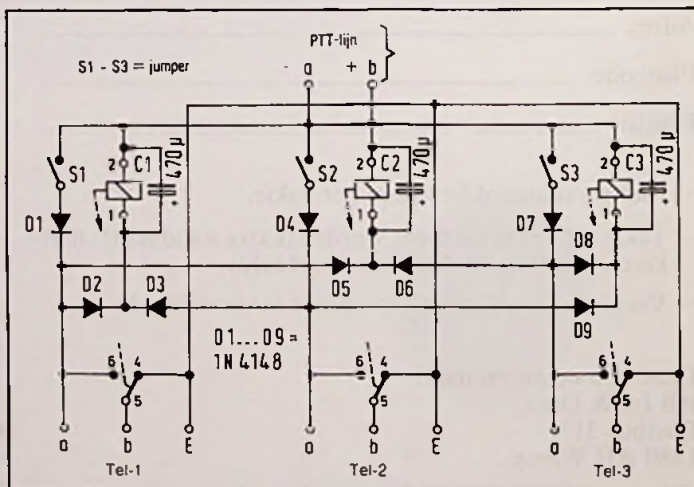 PTT-lijn
a + b
S1 - S3 = jumper
S1 2 C1 470µ S2 2 C2 470µ S3 2 C3 470µ
+ + +
D1 1 D4 1 D7 1 D8
D5 D6
D2 D3 D9
D1...D9 =
1N4148
6 4 6 4 6 4
5 5 5
a b E a b E a b E
Tel-1 Tel-2 Tel-3